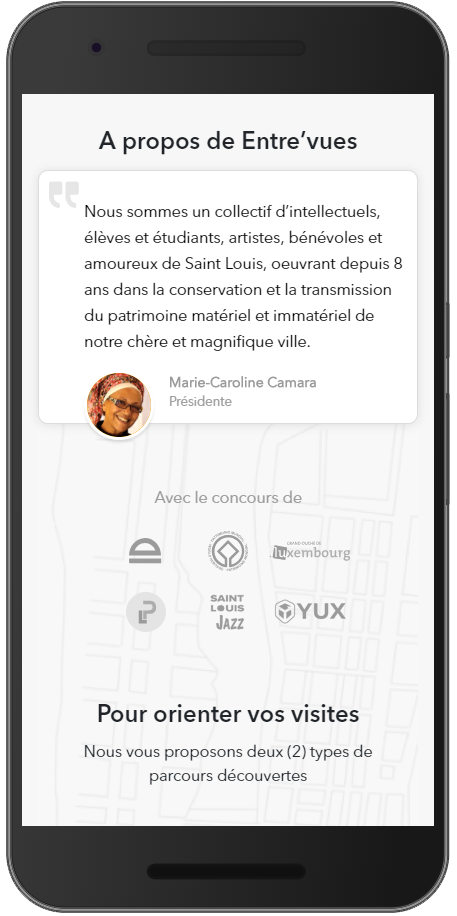 A propos de Entre’vues
Nous sommes un collectif d’intellectuels,
élèves et étudiants, artistes, bénévoles et
amoureux de Saint Louis, oeuvrant depuis 8
ans dans la conservation et la transmission
du patrimoine matériel et immatériel de
notre chère et magnifique ville.
Marie-Caroline Camara
Présidente
Avec le concours de
GRAND-DUCHÉ DE
luxembourg
SAINT
LOUIS
JAZZ
YUX
Pour orienter vos visites
Nous vous proposons deux (2) types de
parcours découvertes